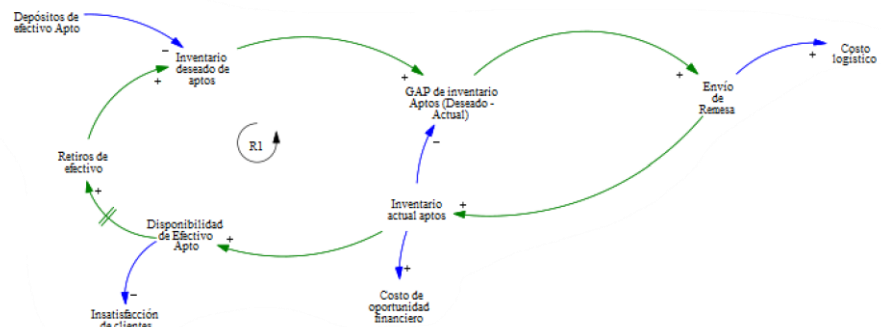 Depósitos de
efectivo Apto
−
Inventario
deseado de
aptos
+
+
GAP de inventario
Aptos (Deseado -
Actual)
−
+
Envío
de
Remesa
+
Costo
logístico
R1
Retiros de
efectivo
+
Disponibilidad
de Efectivo
Apto
+
Inventario
actual aptos
+
−
Insatisfacción
de clientes
+
Costo de
oportunidad
financiero